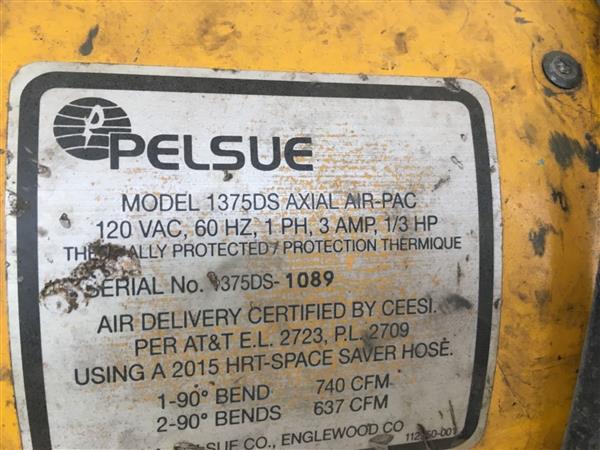 PELSUE
MODEL 1375DS AXIAL AIR-PAC
120 VAC, 60 HZ, 1 PH, 3 AMP, 1/3 HP
PROTECTED / PROTECTION THERMIQUE
SERIAL No. 1375DS-1089
AIR DELIVERY CERTIFIED BY CEESI.
PER AT&T E.L. 2723, P.L. 2709
USING A 2015 HRT-SPACE SAVER HOSE.
1-90° BEND 740 CFM
2-90° BENDS 637 CFM
CO., ENGLEWOOD CO